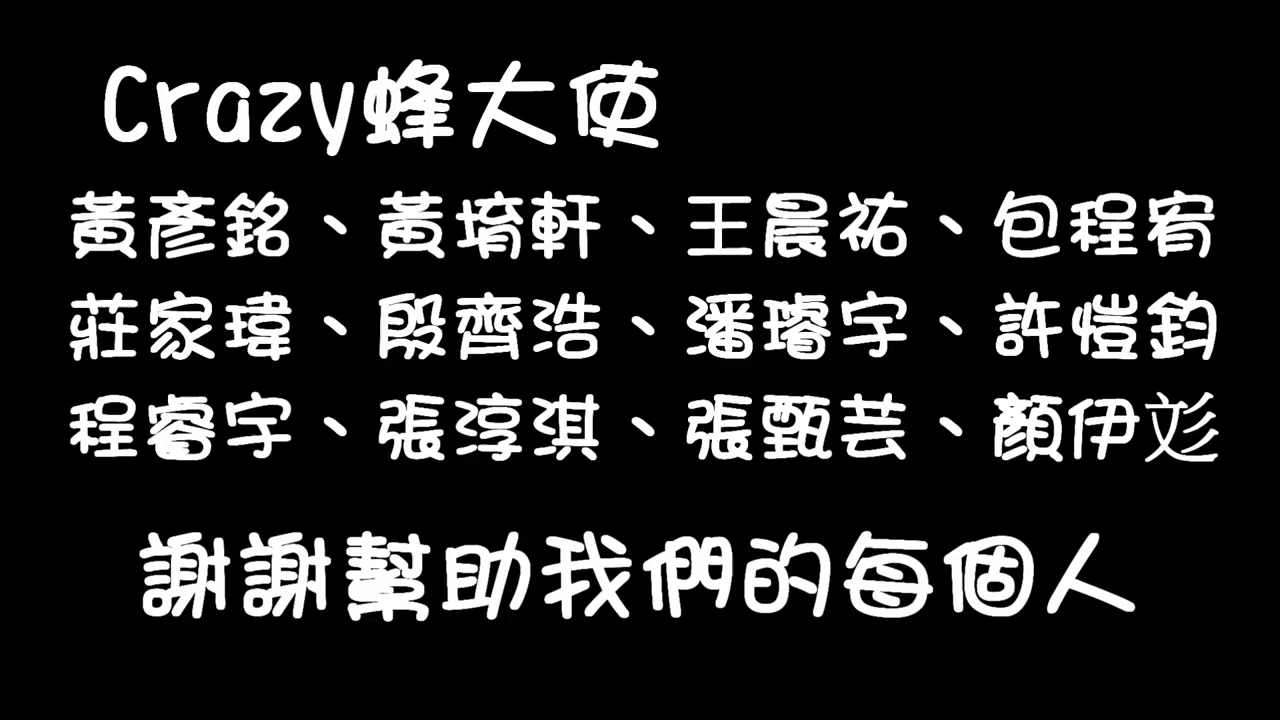 Crazy蜂大使
黃彥銘、黃堉軒、王晨祐、包程宥
莊家瑋、殷齊浩、潘璿宇、許愷鈞
程睿宇、張淳淇、張甄芸、顏伊彣
謝謝幫助我們的每個人